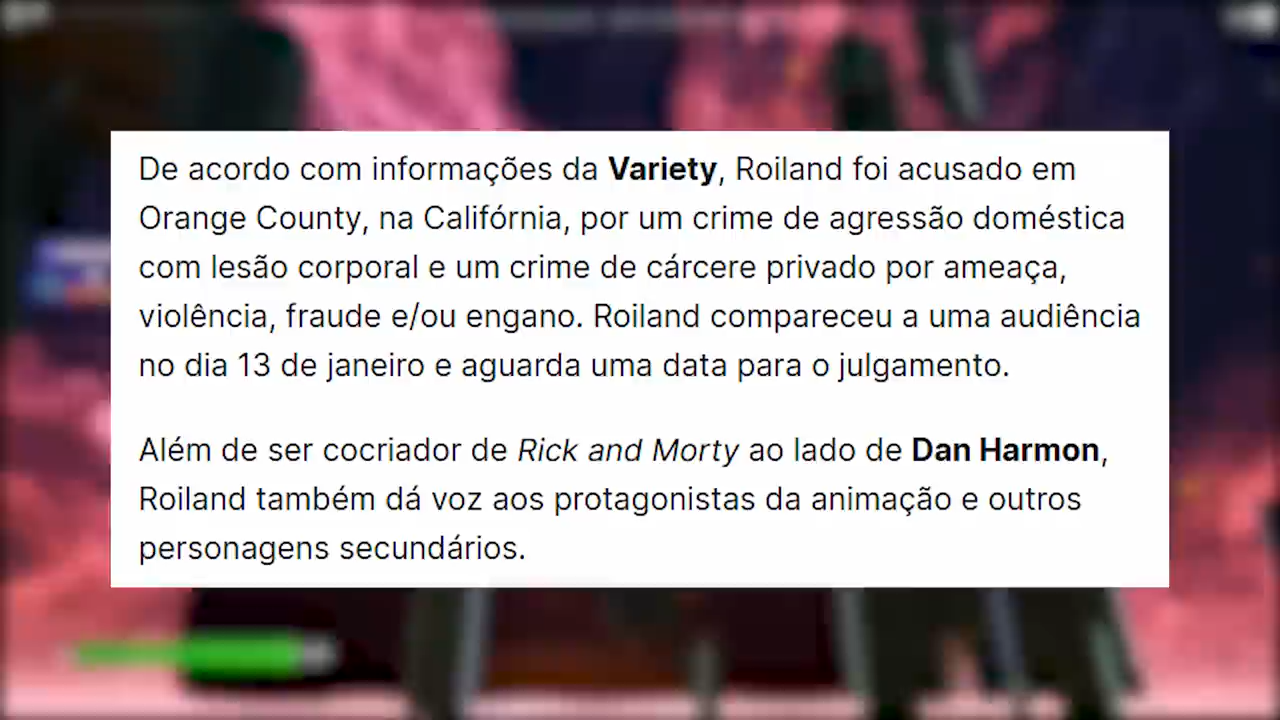 De acordo com informações da Variety, Roiland foi acusado em
Orange County, na Califórnia, por um crime de agressão doméstica
com lesão corporal e um crime de cárcere privado por ameaça,
violência, fraude e/ou engano. Roiland compareceu a uma audiência
no dia 13 de janeiro e aguarda uma data para o julgamento.
Além de ser cocriador de Rick and Morty ao lado de Dan Harmon,
Roiland também dá voz aos protagonistas da animação e outros
personagens secundários.